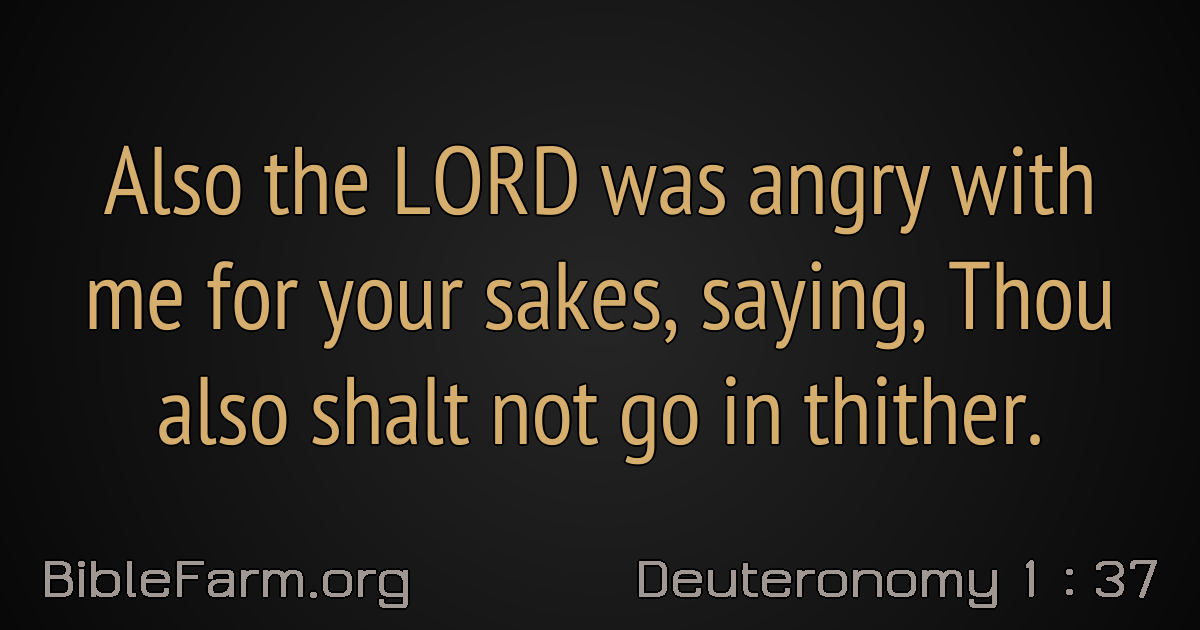 Also the LORD was angry with
me for your sakes, saying, Thou
also shalt not go in thither.
BibleFarm.org
Deuteronomy 1 : 37